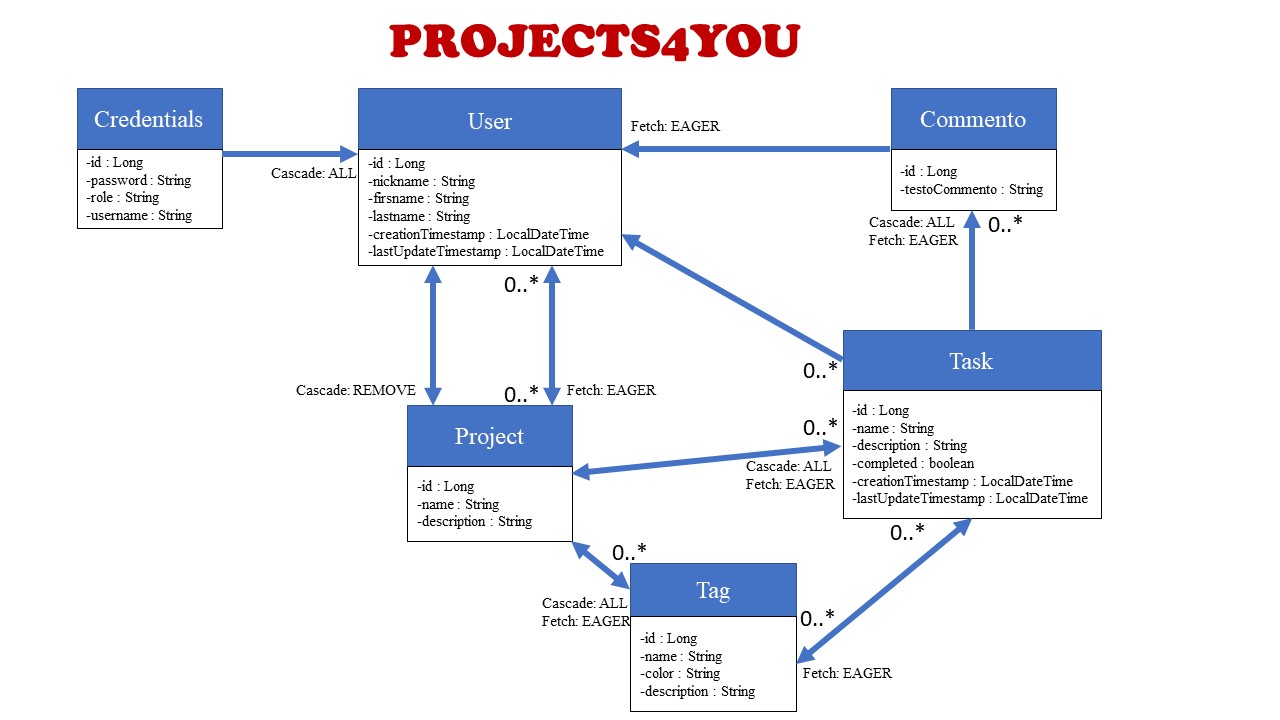 PROJECTS4YOU
Credentials
-id : Long
-password : String
-role : String
-username : String
Cascade: ALL
User
-id : Long
-nickname : String
-firsname : String
-lastname : String
-creationTimestamp : LocalDateTime
-lastUpdateTimestamp : LocalDateTime
Fetch: EAGER
Commento
-id : Long
-testoCommento : String
Cascade: ALL
Fetch: EAGER
0..*
0..*
Cascade: REMOVE
0..*
Fetch: EAGER
0..*
Task
-id : Long
-name : String
-description : String
-completed : boolean
-creationTimestamp : LocalDateTime
-lastUpdateTimestamp : LocalDateTime
Project
-id : Long
-name : String
-description : String
0..*
Cascade: ALL
Fetch: EAGER
0..*
0..*
Cascade: ALL
Fetch: EAGER
Tag
-id : Long
-name : String
-color : String
-description : String
0..*
Fetch: EAGER